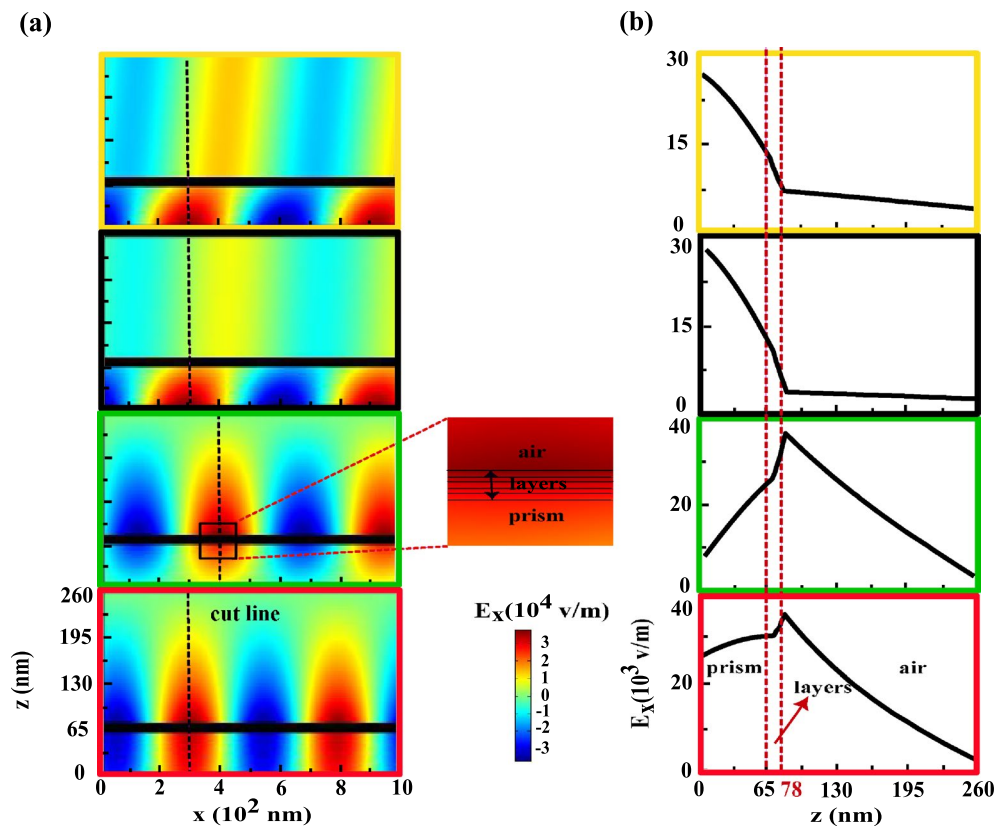 (a)
(b)
30
15
0
30
15
0
air
layers
prism
40
20
0
260
195
130
65
0
z (nm)
cut line
0 2 4 6 8 10
x (10² nm)
Eₓ(10⁴ v/m)
3
2
1
0
-1
-2
-3
40
20
0
Eₓ(10³ v/m)
prism
layers
air
0 65 78 130 195 260
z (nm)